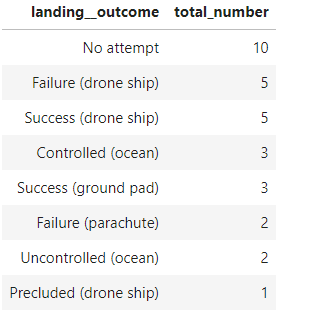 landing__outcome total_number
No attempt 10
Failure (drone ship) 5
Success (drone ship) 5
Controlled (ocean) 3
Success (ground pad) 3
Failure (parachute) 2
Uncontrolled (ocean) 2
Precluded (drone ship) 1